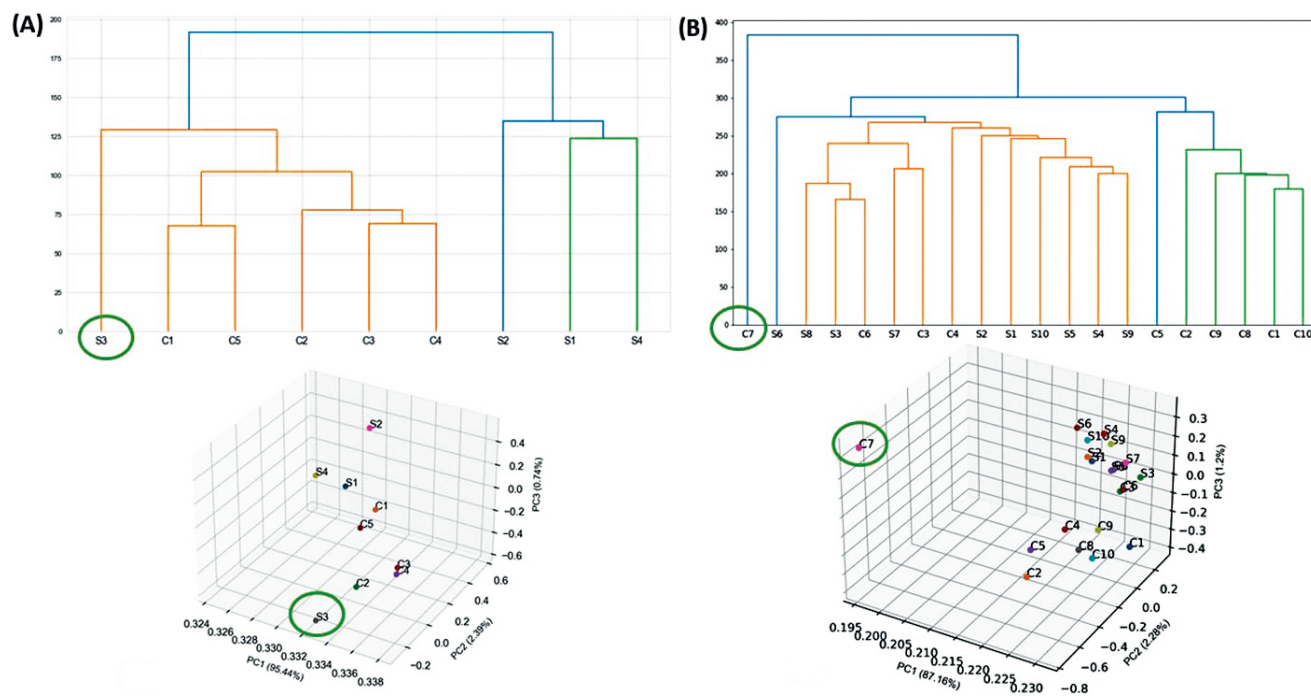 (A)
200
175
150
125
100
75
50
25
0
S3 C1 C5 C2 C3 C4 S2 S1 S4
(B)
400
350
300
250
200
150
100
50
0
C7 S6 S8 S3 C6 S7 C3 C4 S2 S1 S10 S5 S4 S9 C5 C2 C9 C8 C1 C10
S2
S4
S1
C1
C5
C3
C4
C2
S3
0.4
0.2
0.0
−0.2
−0.4
−0.6
PC3 (0.74%)
0.6
0.4
0.2
0.0
−0.2
PC2 (2.39%)
0.324
0.326
0.328
0.330
0.332
0.334
0.336
0.338
PC1 (95.44%)
C7
S6
S4
S10
S9
S2
S1
S7
S3
C6
C4
C9
C5
C8
C10
C1
C2
0.3
0.2
0.1
0.0
−0.1
−0.2
−0.3
−0.4
PC3 (1.2%)
0.2
0.0
−0.2
−0.4
−0.6
−0.8
PC2 (2.28%)
0.195
0.200
0.205
0.210
0.215
0.220
0.225
0.230
PC1 (87.16%)